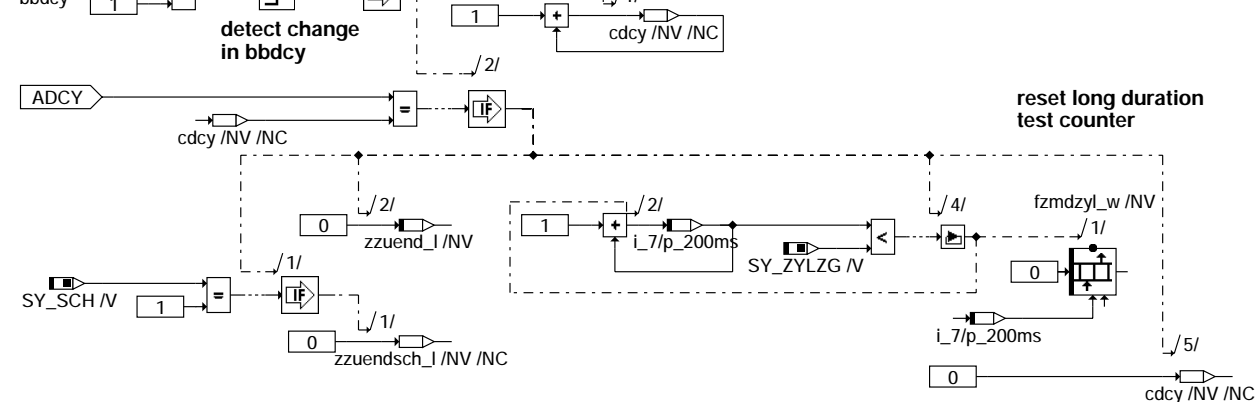 bbdcy
1
detect change
in bbdcy
1
+
cdcy /NV /NC
/2/
ADCY
=
IF
cdcy /NV /NC
reset long duration
test counter
/2/
0
zzuend_l /NV
1
+
/2/
i_7/p_200ms
SY_ZYLZG /V
<
/4/
fzmdzyl_w /NV
/1/
0
i_7/p_200ms
/1/
SY_SCH /V
1
=
IF
/1/
0
zzuendsch_l /NV /NC
/5/
0
cdcy /NV /NC